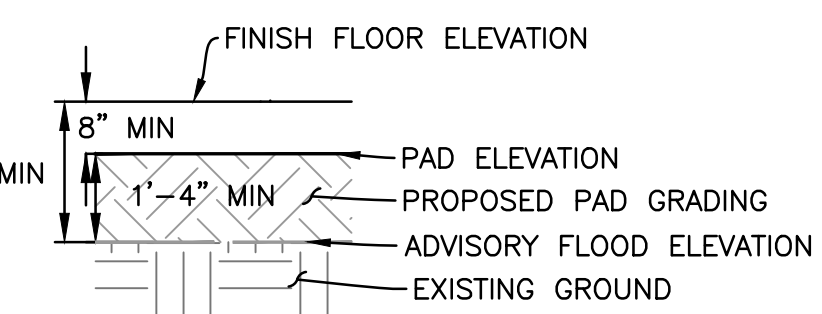 FINISH FLOOR ELEVATION
8" MIN
PAD ELEVATION
MIN
1'-4" MIN
PROPOSED PAD GRADING
ADVISORY FLOOD ELEVATION
EXISTING GROUND